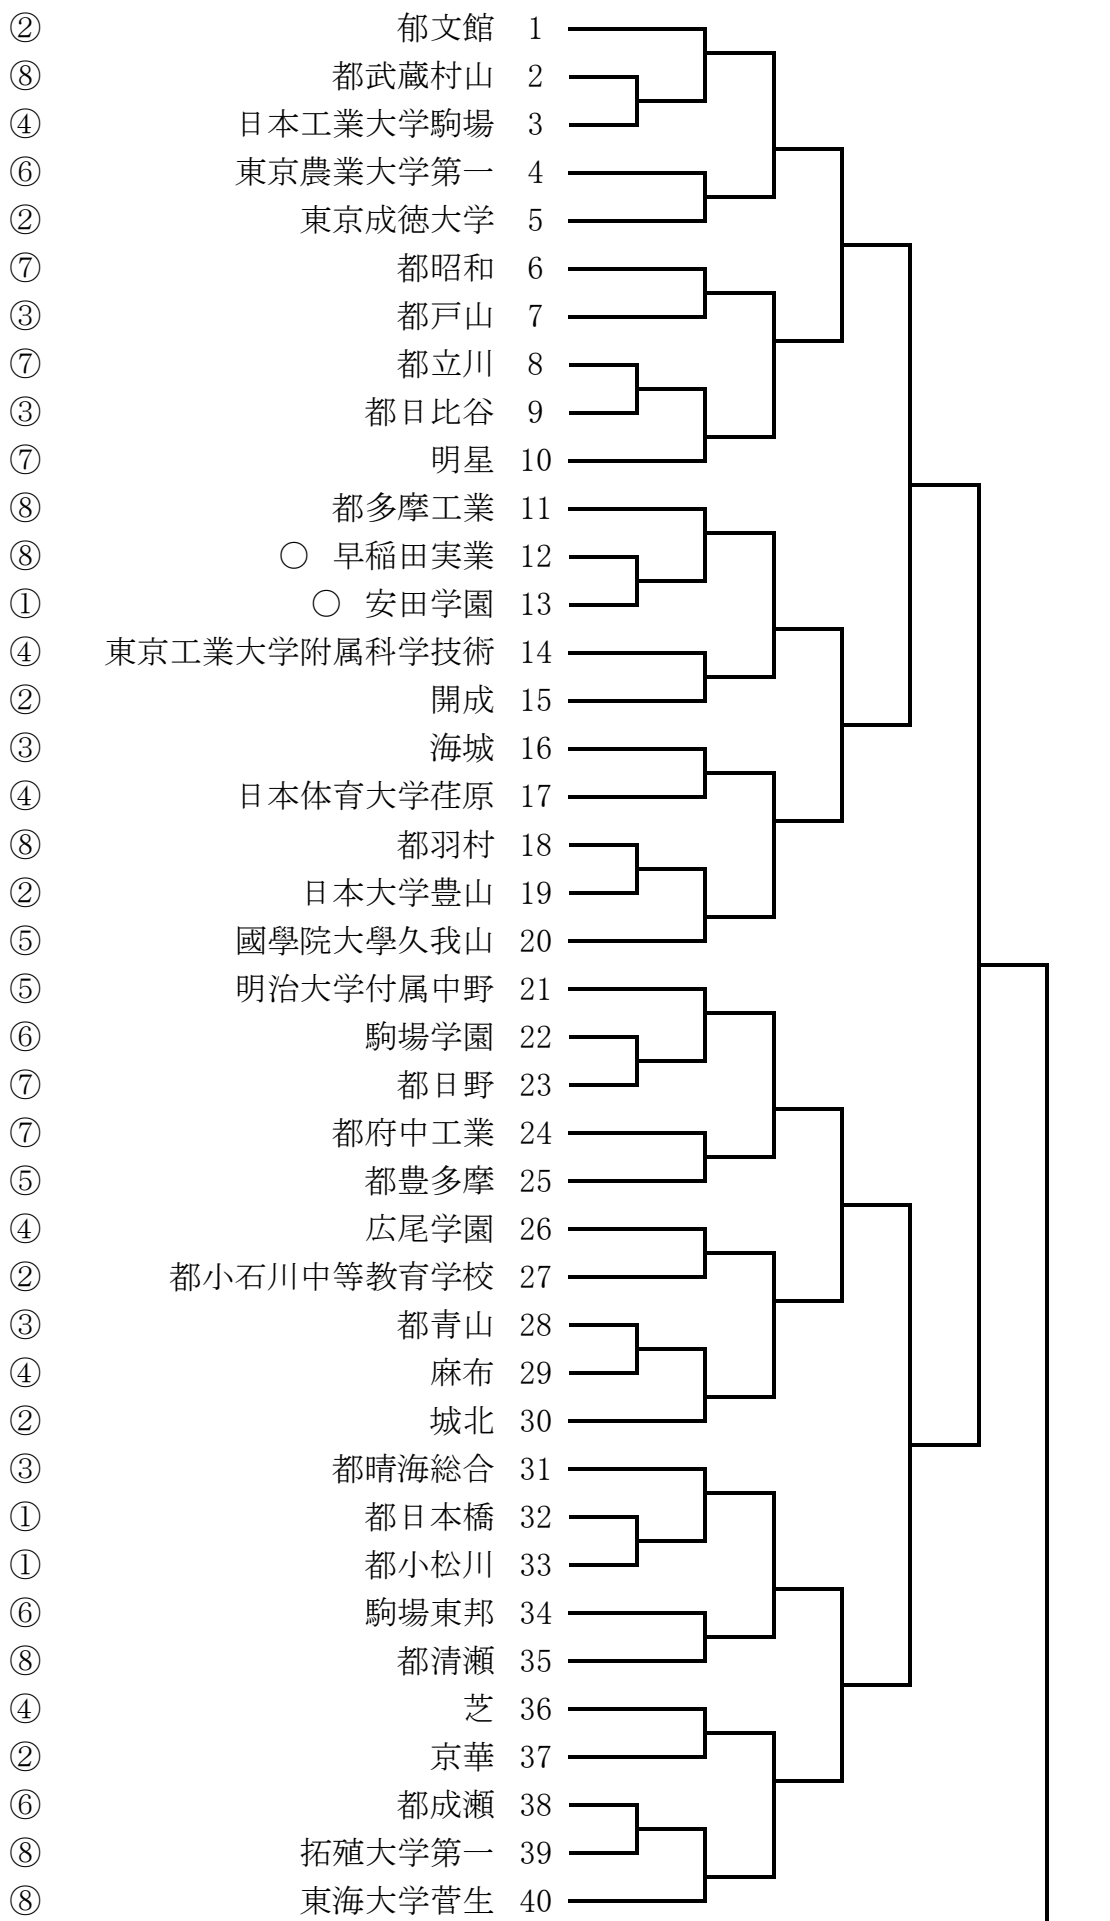 ② 郁文館 1
⑧ 都武蔵村山 2
④ 日本工業大学駒場 3
⑥ 東京農業大学第一 4
② 東京成徳大学 5
⑦ 都昭和 6
③ 都戸山 7
⑦ 都立川 8
③ 都日比谷 9
⑦ 明星 10
⑧ 都多摩工業 11
⑧ ○ 早稲田実業 12
① ○ 安田学園 13
④ 東京工業大学附属科学技術 14
② 開成 15
③ 海城 16
④ 日本体育大学荏原 17
⑧ 都羽村 18
② 日本大学豊山 19
⑤ 國學院大學久我山 20
⑤ 明治大学付属中野 21
⑥ 駒場学園 22
⑦ 都日野 23
⑦ 都府中工業 24
⑤ 都豊多摩 25
④ 広尾学園 26
② 都小石川中等教育学校 27
③ 都青山 28
④ 麻布 29
② 城北 30
③ 都晴海総合 31
① 都日本橋 32
① 都小松川 33
⑥ 駒場東邦 34
⑧ 都清瀬 35
④ 芝 36
② 京華 37
⑥ 都成瀬 38
⑧ 拓殖大学第一 39
⑧ 東海大学菅生 40